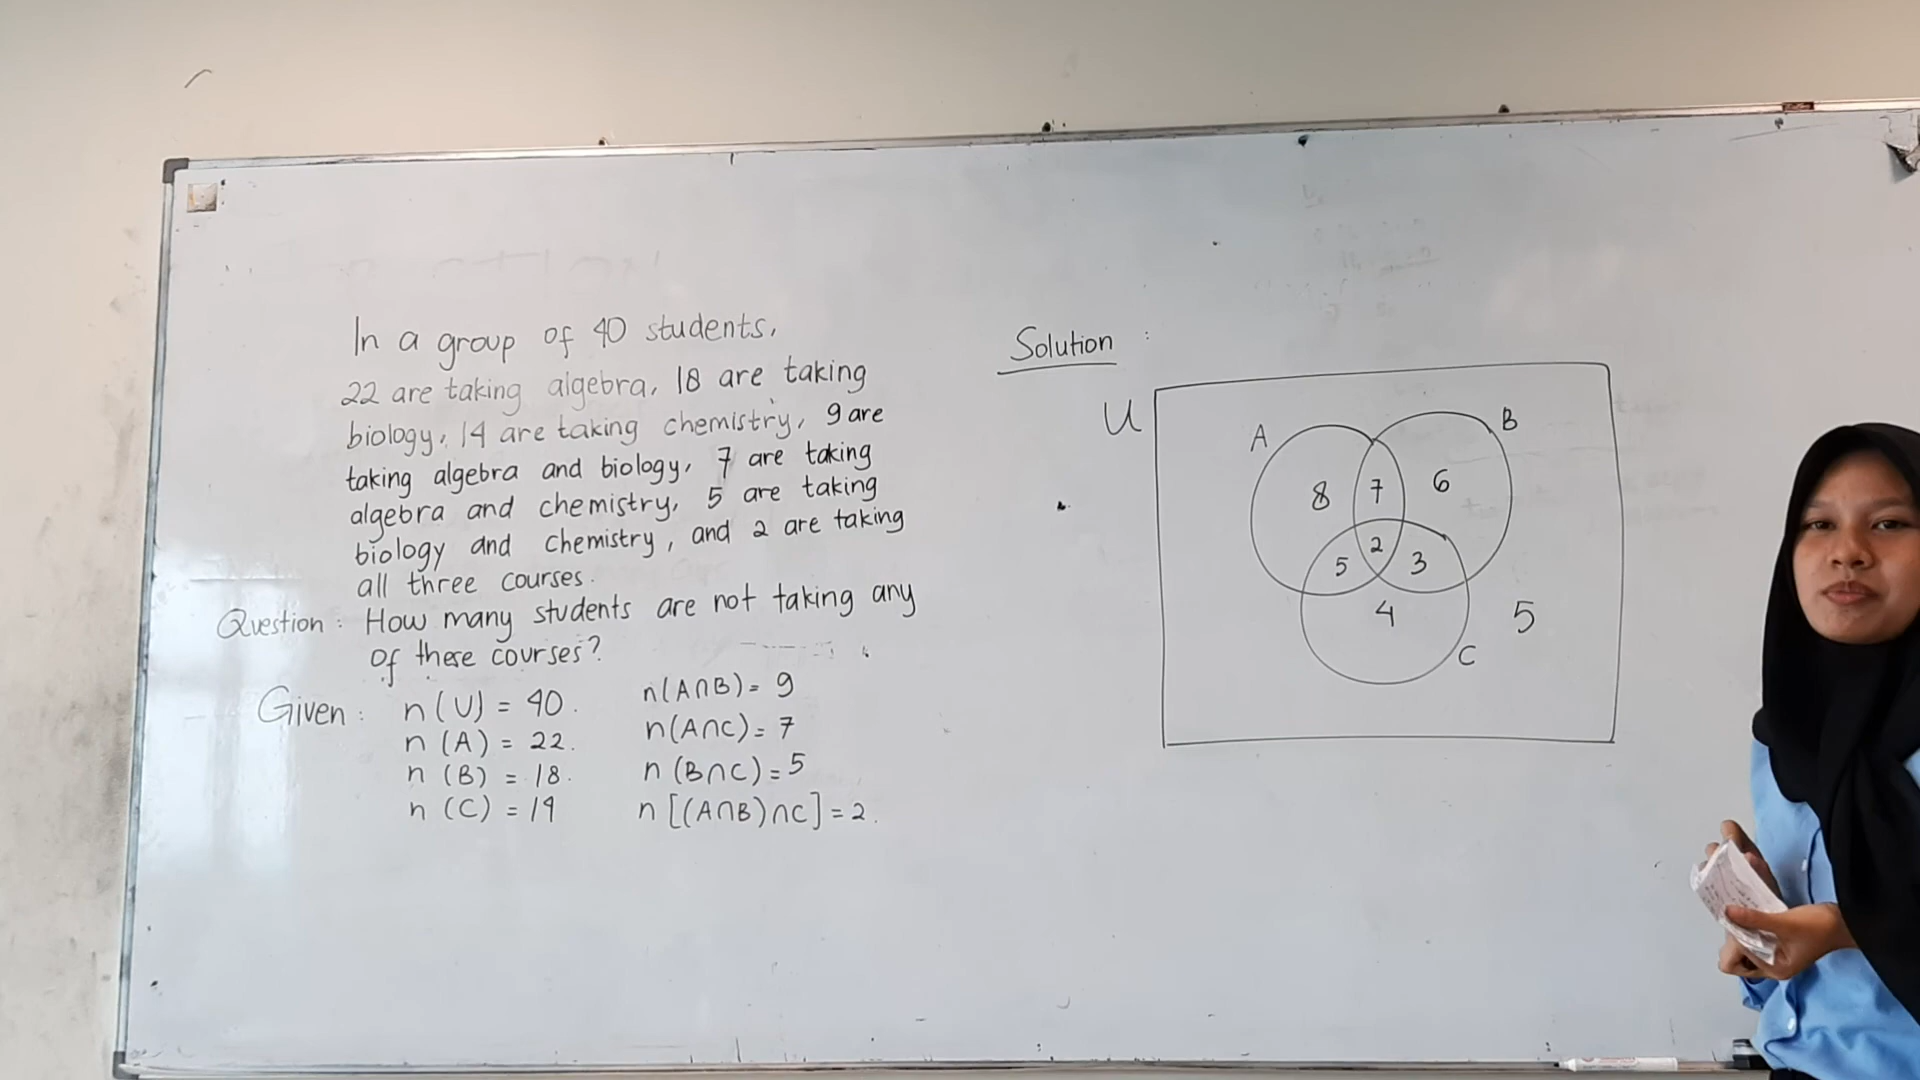 In a group of 40 students,
22 are taking algebra, 18 are taking
biology, 14 are taking chemistry, 9 are
taking algebra and biology, 7 are taking
algebra and chemistry, 5 are taking
biology and chemistry, and 2 are taking
all three courses.
Question: How many students are not taking any
of these courses?
Given: n(U) = 40.
n(A) = 22.
n(B) = 18.
n(C) = 14
n(A∩B) = 9
n(A∩C) = 7
n(B∩C) = 5
n[(A∩B)∩C] = 2.
Solution :
U
A
B
8 7 6
2
5 3
4 5
C